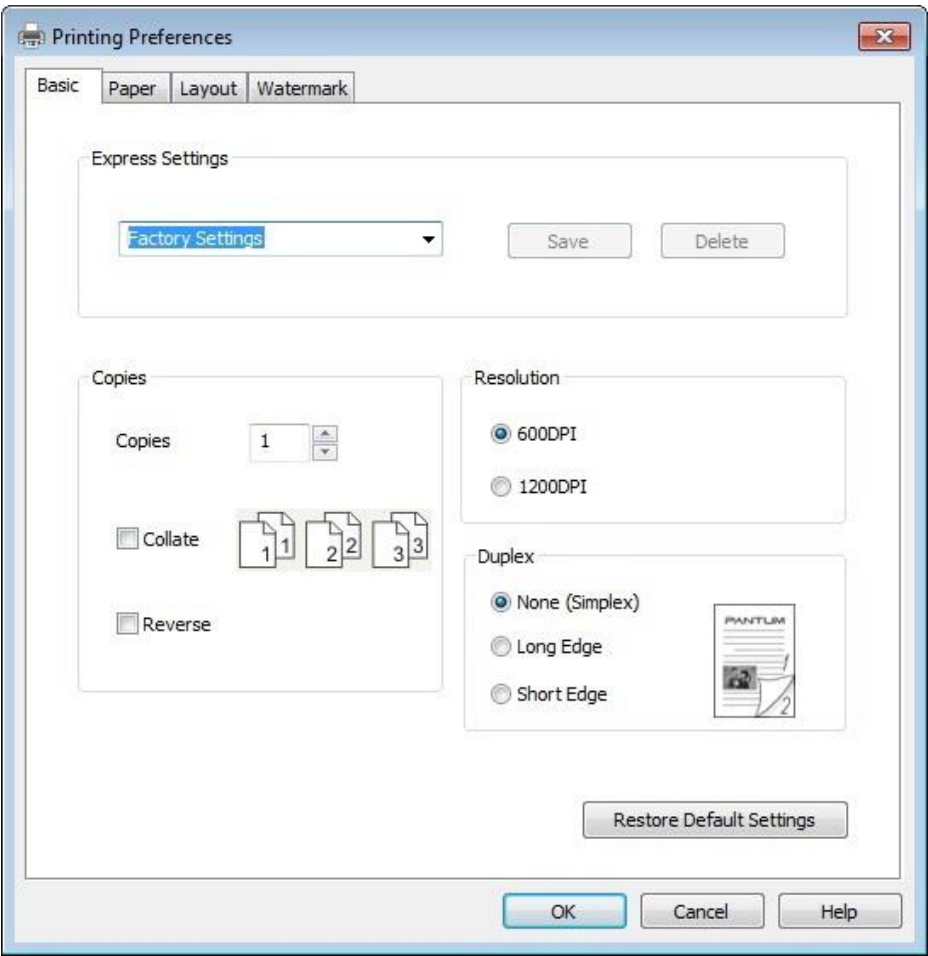 Printing Preferences
Basic Paper Layout Watermark
Express Settings
Factory Settings Save Delete
Copies
Copies 1
Collate 1 1 2 2 3 3
Reverse
Resolution
600DPI
1200DPI
Duplex
None (Simplex)
Long Edge
Short Edge
PANTUM
1
2
Restore Default Settings
OK Cancel Help